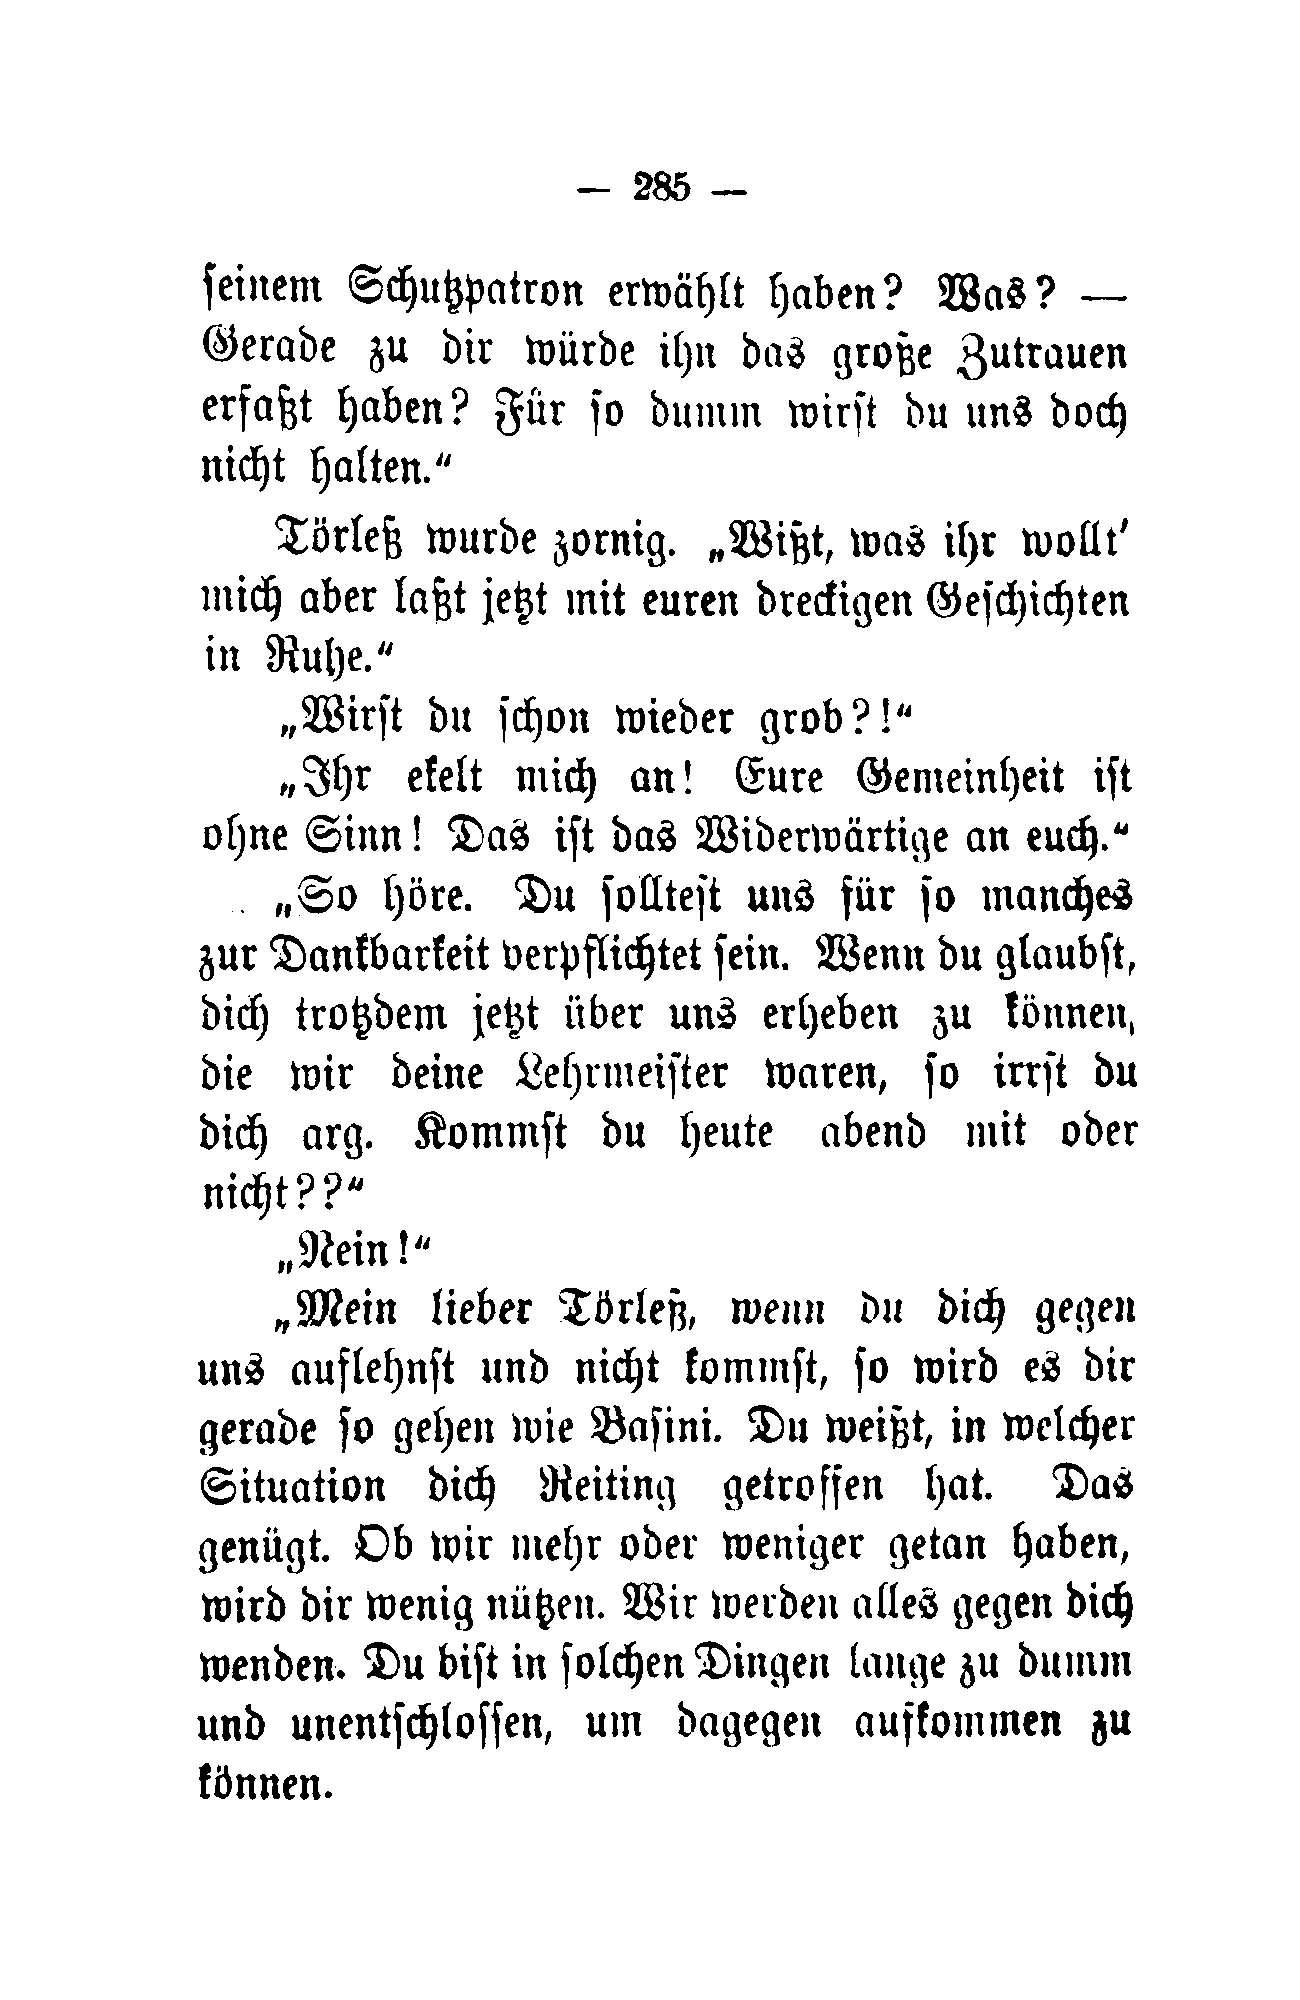 — 285 —
seinem Schutzpatron erwählt haben? Was? —
Gerade zu dir würde ihn das große Zutrauen
erfaßt haben? Für so dumm wirst du uns doch
nicht halten.“
Törleß wurde zornig. „Wißt, was ihr wollt'
mich aber laßt jetzt mit euren dreckigen Geschichten
in Ruhe.“
„Wirst du schon wieder grob?!“
„Ihr ekelt mich an! Eure Gemeinheit ist
ohne Sinn! Das ist das Widerwärtige an euch.“
„So höre. Du solltest uns für so manches
zur Dankbarkeit verpflichtet sein. Wenn du glaubst,
dich trotzdem jetzt über uns erheben zu können,
die wir deine Lehrmeister waren, so irrst du
dich arg. Kommst du heute abend mit oder
nicht??“
„Nein!“
„Mein lieber Törleß, wenn du dich gegen
uns auflehnst und nicht kommst, so wird es dir
gerade so gehen wie Basini. Du weißt, in welcher
Situation dich Reiting getroffen hat. Das
genügt. Ob wir mehr oder weniger getan haben,
wird dir wenig nützen. Wir werden alles gegen dich
wenden. Du bist in solchen Dingen lange zu dumm
und unentschlossen, um dagegen aufkommen zu
können.